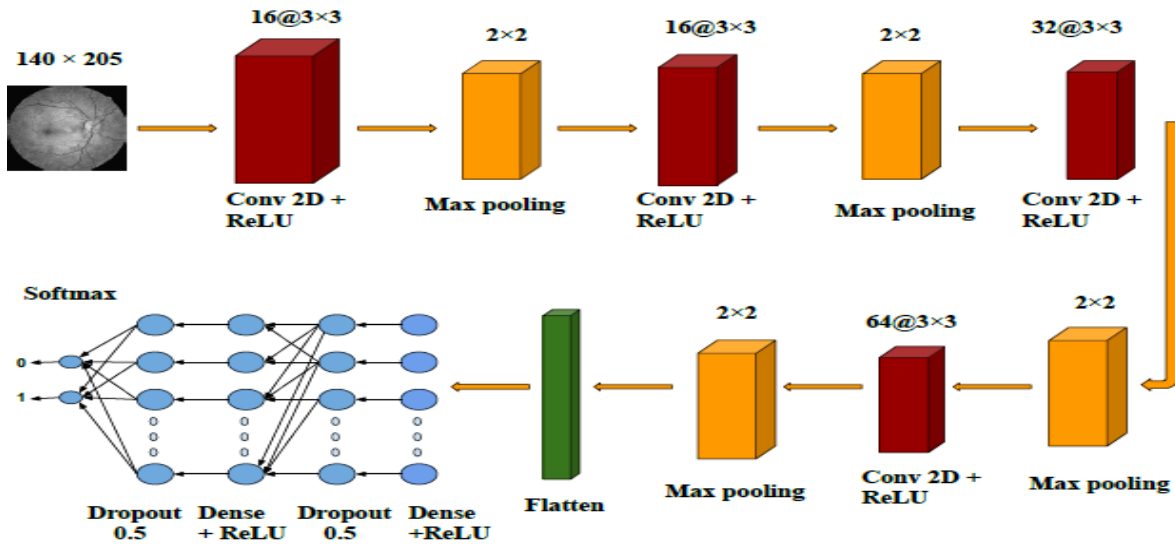 140 × 205
16@3×3
Conv 2D +
ReLU
2×2
Max pooling
16@3×3
Conv 2D +
ReLU
2×2
Max pooling
32@3×3
Conv 2D +
ReLU
2×2
Max pooling
64@3×3
Conv 2D +
ReLU
2×2
Max pooling
Flatten
Dense
+ReLU
Dropout
0.5
Dense
+ ReLU
Dropout
0.5
Softmax
0
1